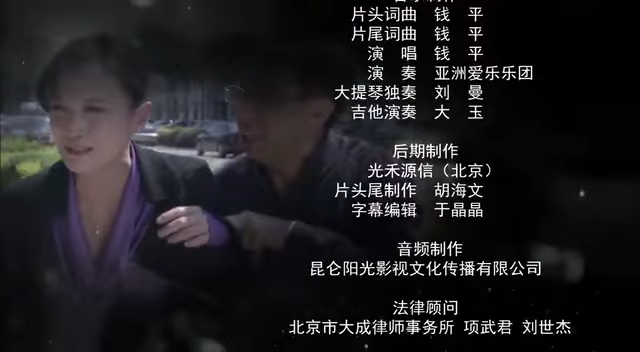 片头词曲 钱 平
片尾词曲 钱 平
演 唱 钱 平
演 奏 亚洲爱乐乐团
大提琴独奏 刘 曼
吉他演奏 大 玉
后期制作
光禾源信（北京）
片头尾制作 胡海文
字幕编辑 于晶晶
音频制作
昆仑阳光影视文化传播有限公司
法律顾问
北京市大成律师事务所 项武君 刘世杰